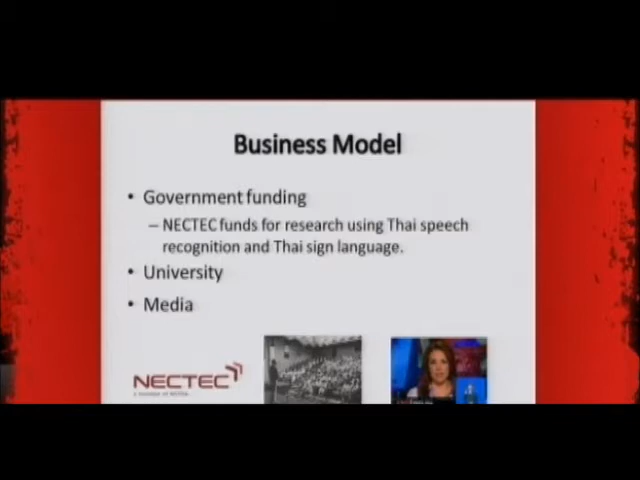 Business Model
• Government funding
– NECTEC funds for research using Thai speech
recognition and Thai sign language.
• University
• Media
NECTEC